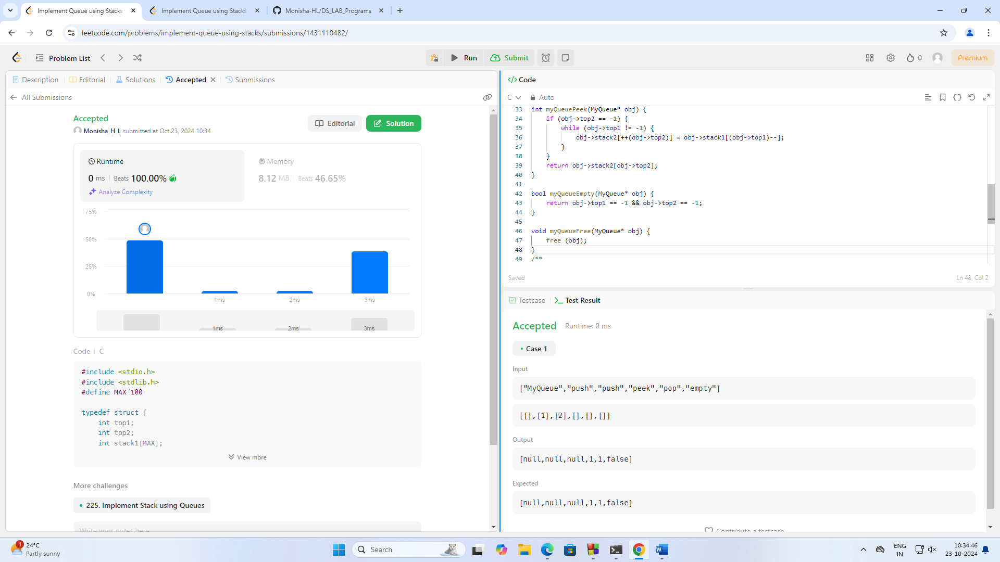 Implement Queue using Stacks
Implement Queue using Stacks
Monisha-HL/DS_LAB_Programs
leetcode.com/problems/implement-queue-using-stacks/submissions/1431110482/
Problem List
Run
Submit
0
Premium
Description
Editorial
Solutions
Accepted
Submissions
All Submissions
Accepted
Monisha_H_L submitted at Oct 23, 2024 10:34
Editorial
Solution
Runtime
0 ms
Beats 100.00%
Analyze Complexity
Memory
8.12 MB
Beats 46.65%
75%
50%
25%
0%
1ms
2ms
3ms
1ms
2ms
3ms
Code
C
#include <stdio.h>
#include <stdlib.h>
#define MAX 100
typedef struct {
int top1;
int top2;
int stack1[MAX];
View more
More challenges
225. Implement Stack using Queues
Write your notes here
</> Code
C
Auto
33 int myQueuePeek(MyQueue* obj) {
34 if (obj->top2 == -1) {
35 while (obj->top1 != -1) {
36 obj->stack2[++(obj->top2)] = obj->stack1[(obj->top1)--];
37 }
38 }
39 return obj->stack2[obj->top2];
40 }
41
42 bool myQueueEmpty(MyQueue* obj) {
43 return obj->top1 == -1 && obj->top2 == -1;
44 }
45
46 void myQueueFree(MyQueue* obj) {
47 free (obj);
48 }
49 /**
Saved
Ln 48, Col 2
Testcase
Test Result
Accepted
Runtime: 0 ms
Case 1
Input
["MyQueue","push","push","peek","pop","empty"]
[[],[1],[2],[],[],[]]
Output
[null,null,null,1,1,false]
Expected
[null,null,null,1,1,false]
Contribute a testcase
1
24°C
Partly sunny
Search
ENG
IN
10:34:46
23-10-2024